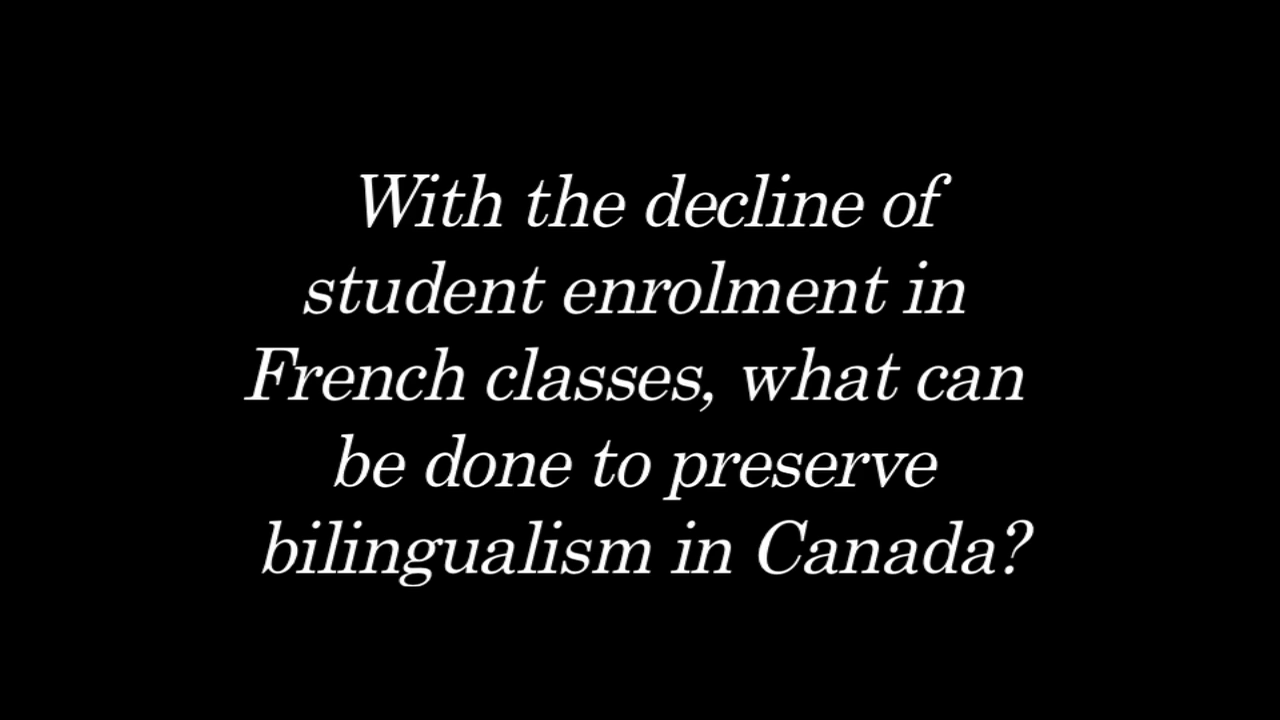 With the decline of
student enrolment in
French classes, what can
be done to preserve
bilingualism in Canada?